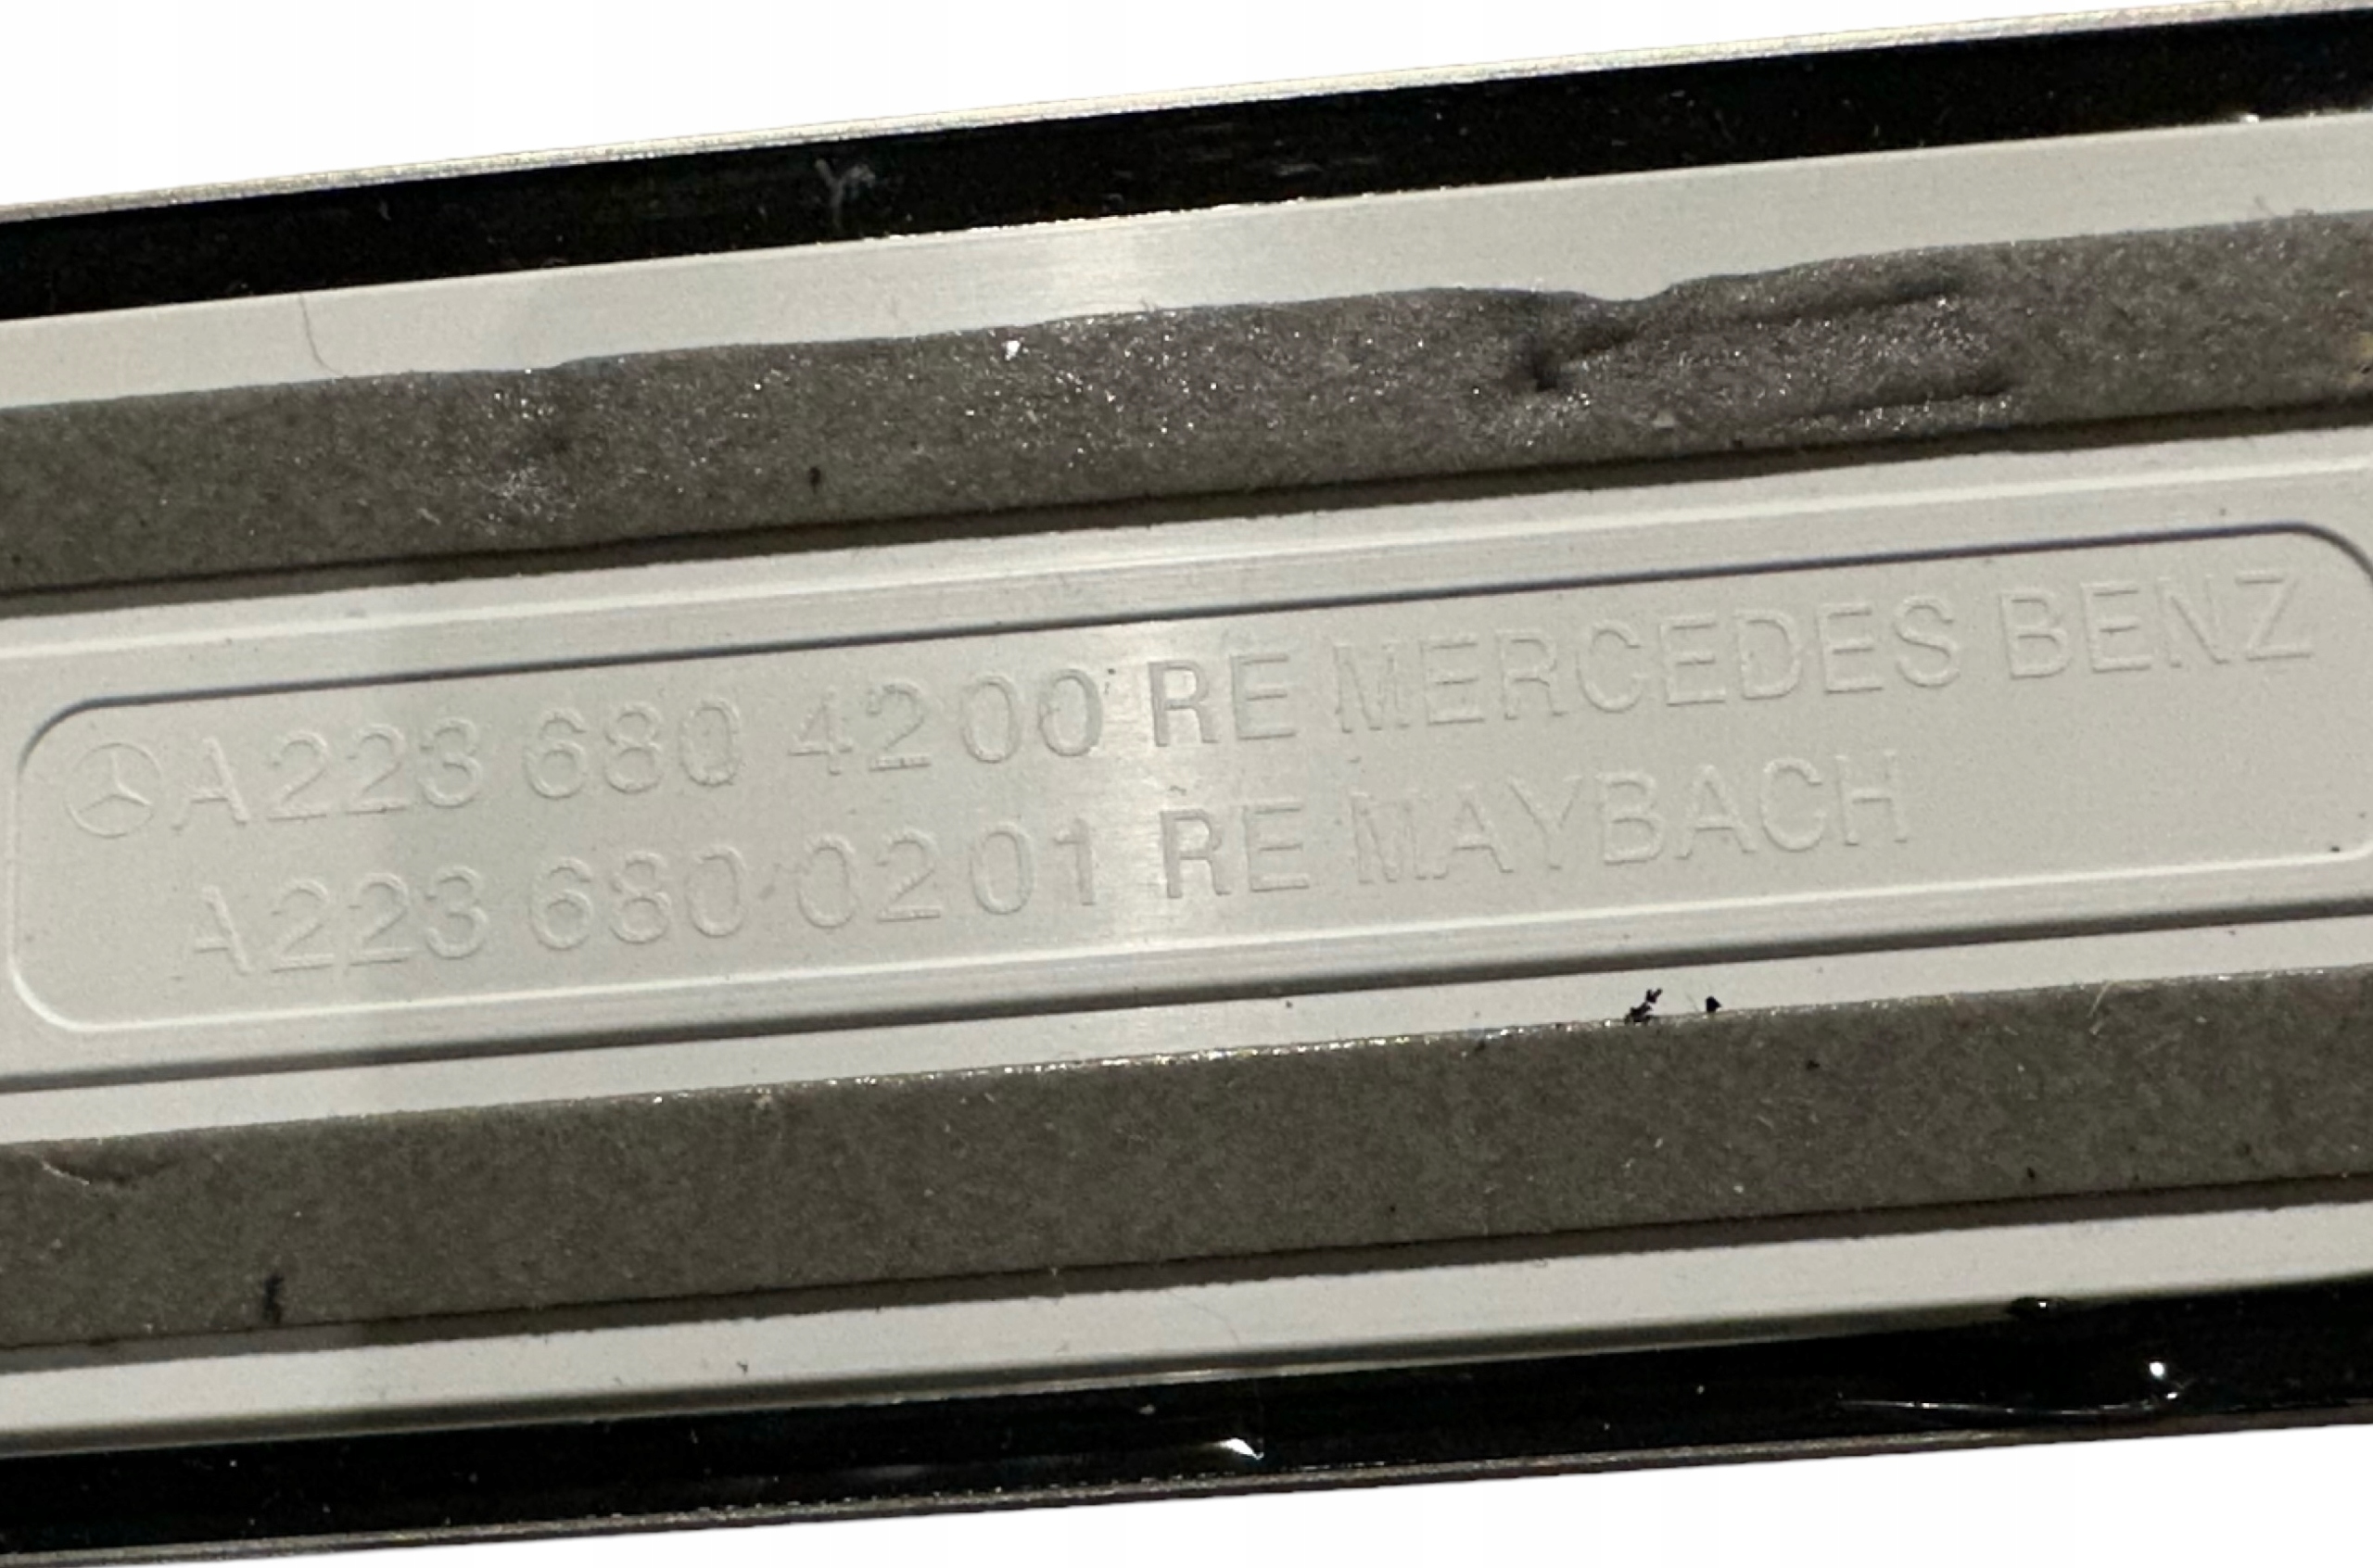 A223 680 4200 RE MERCEDES BENZ
A223 680 0201 RE MAYBACH